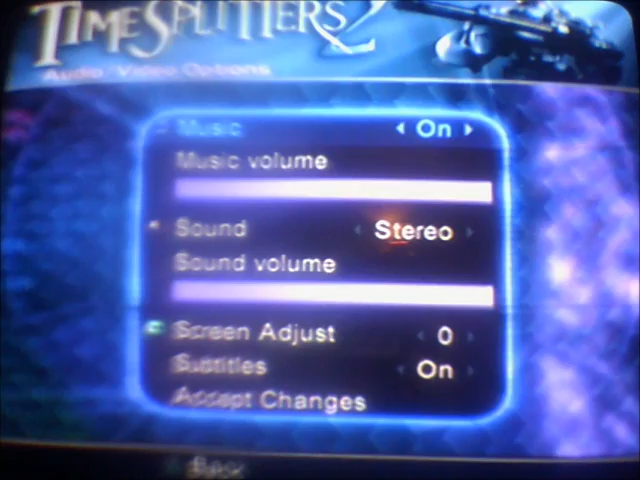 TIMESPLITTERS 2
Audio/Video Options
Music On
Music volume
Sound Stereo
Sound volume
Screen Adjust 0
Subtitles On
Accept Changes
Back